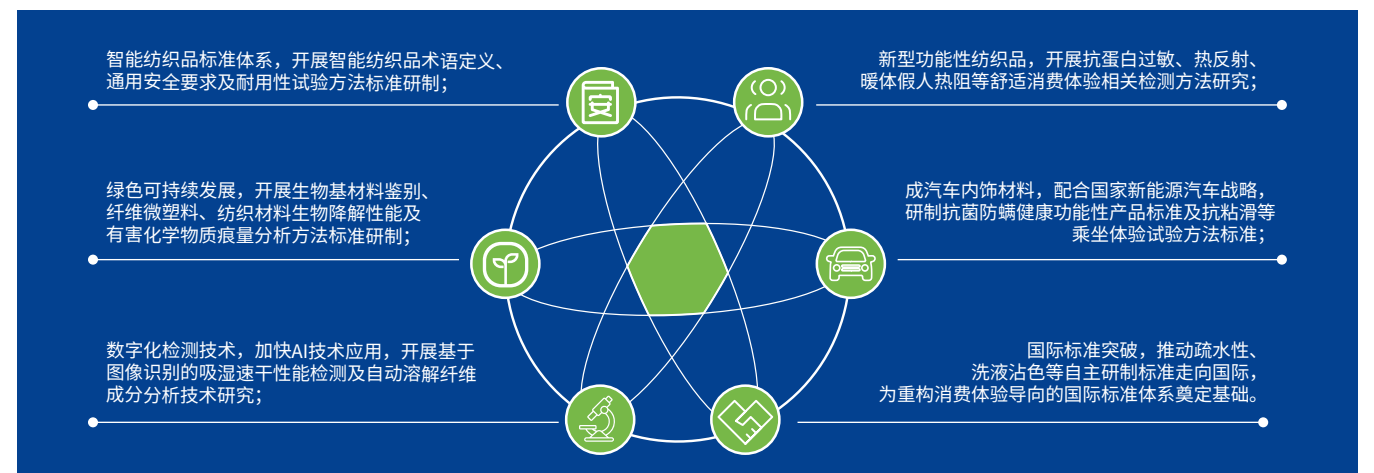 智能纺织品标准体系，开展智能纺织品术语定义、
通用安全要求及耐用性试验方法标准研制；
新型功能性纺织品，开展抗蛋白过敏、热反射、
暖体假人热阻等舒适消费体验相关检测方法研究；
安
绿色可持续发展，开展生物基材料鉴别、
纤维微塑料、纺织材料生物降解性能及
有害化学物质痕量分析方法标准研制；
成汽车内饰材料，配合国家新能源汽车战略，
研制抗菌防螨健康功能性产品标准及抗粘滑等
乘坐体验试验方法标准；
数字化检测技术，加快AI技术应用，开展基于
图像识别的吸湿速干性能检测及自动溶解纤维
成分分析技术研究；
国际标准突破，推动疏水性、
洗液沾色等自主研制标准走向国际，
为重构消费体验导向的国际标准体系奠定基础。